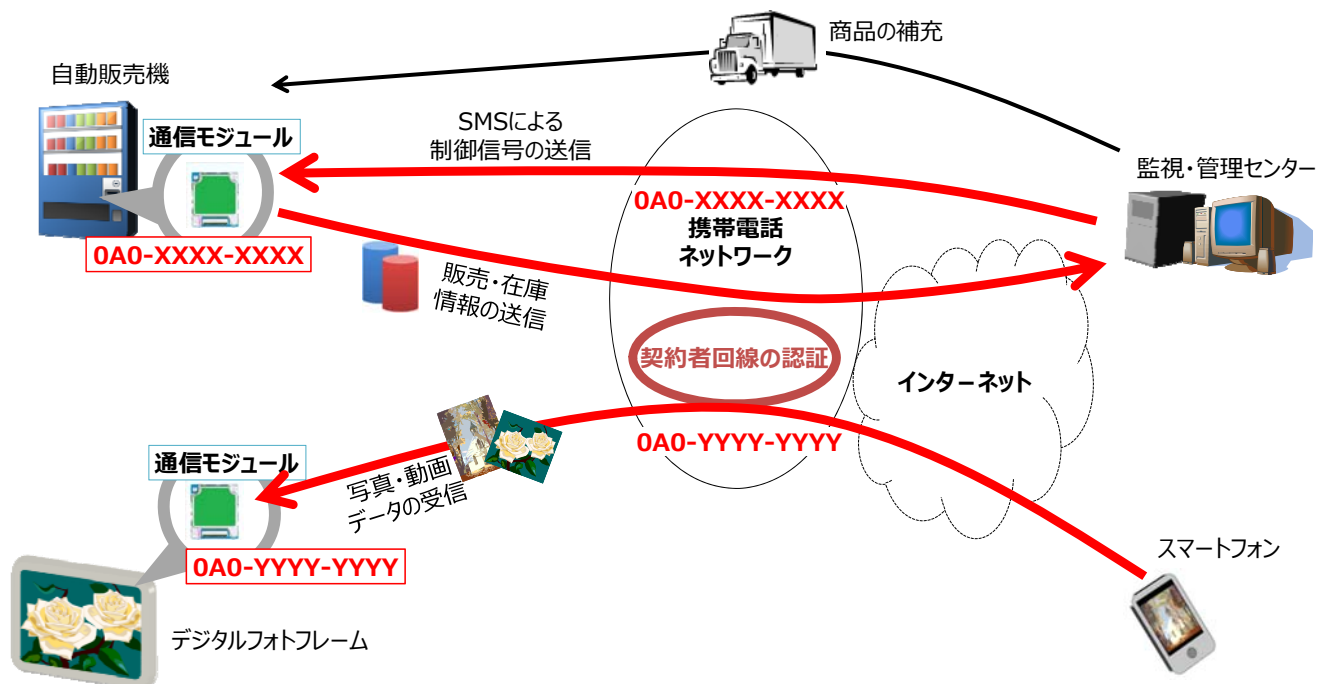 商品の補充
自動販売機
通信モジュール
SMSによる
制御信号の送信
監視・管理センター
0A0-XXXX-XXXX
携帯電話
ネットワーク
0A0-XXXX-XXXX
販売・在庫
情報の送信
契約者回線の認証
インターネット
0A0-YYYY-YYYY
通信モジュール
写真・動画
データの受信
0A0-YYYY-YYYY
スマートフォン
デジタルフォトフレーム